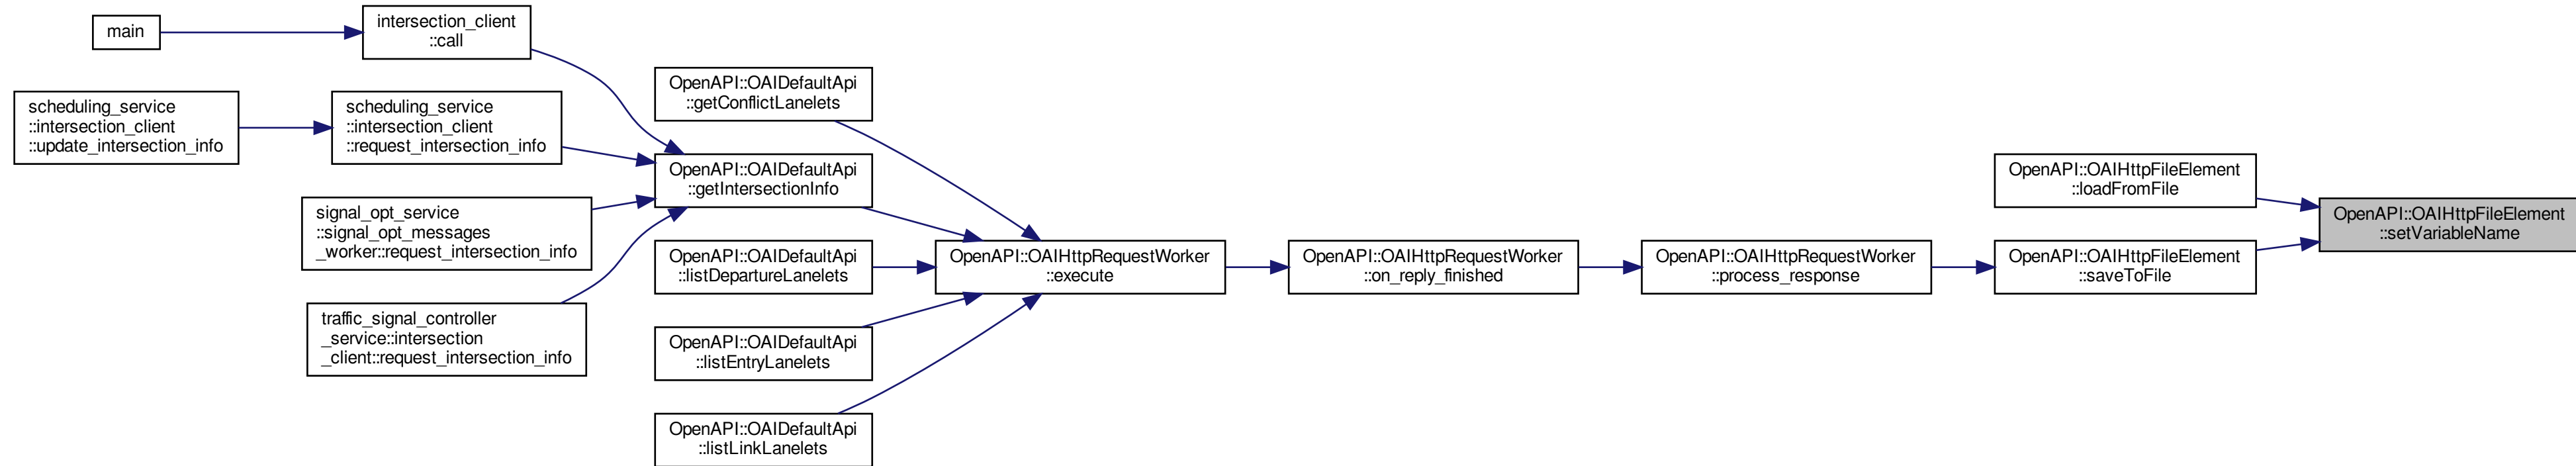 main
intersection_client
::call
scheduling_service
::intersection_client
::update_intersection_info
scheduling_service
::intersection_client
::request_intersection_info
signal_opt_service
::signal_opt_messages
_worker::request_intersection_info
traffic_signal_controller
_service::intersection
_client::request_intersection_info
OpenAPI::OAIDefaultApi
::getConflictLanelets
OpenAPI::OAIDefaultApi
::getIntersectionInfo
OpenAPI::OAIDefaultApi
::listDepartureLanelets
OpenAPI::OAIDefaultApi
::listEntryLanelets
OpenAPI::OAIDefaultApi
::listLinkLanelets
OpenAPI::OAIHttpRequestWorker
::execute
OpenAPI::OAIHttpRequestWorker
::on_reply_finished
OpenAPI::OAIHttpRequestWorker
::process_response
OpenAPI::OAIHttpFileElement
::loadFromFile
OpenAPI::OAIHttpFileElement
::saveToFile
OpenAPI::OAIHttpFileElement
::setVariableName